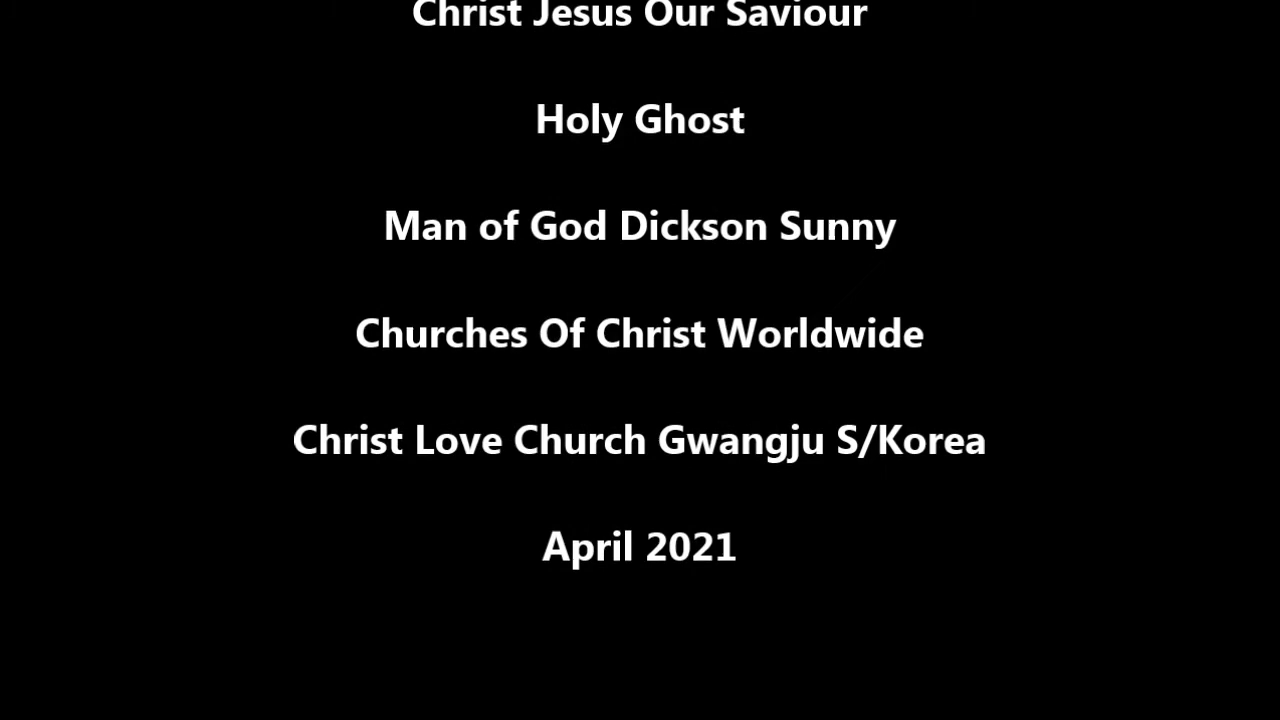 Christ Jesus Our Saviour
Holy Ghost
Man of God Dickson Sunny
Churches Of Christ Worldwide
Christ Love Church Gwangju S/Korea
April 2021